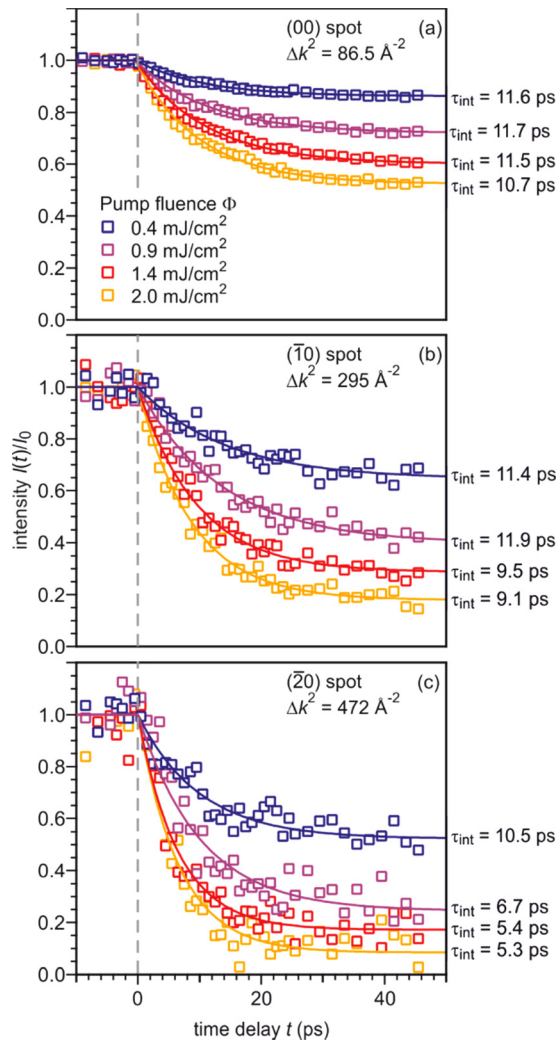 (00) spot (a)
Δk² = 86.5 Å⁻²
1.0
0.8
0.6
0.4
0.2
0.0
τint = 11.6 ps
τint = 11.7 ps
τint = 11.5 ps
τint = 10.7 ps
Pump fluence Φ
0.4 mJ/cm²
0.9 mJ/cm²
1.4 mJ/cm²
2.0 mJ/cm²
(1̅0) spot (b)
Δk² = 295 Å⁻²
1.0
0.8
0.6
0.4
0.2
0.0
intensity I(t)/I₀
τint = 11.4 ps
τint = 11.9 ps
τint = 9.5 ps
τint = 9.1 ps
(2̅0) spot (c)
Δk² = 472 Å⁻²
1.0
0.8
0.6
0.4
0.2
0.0
τint = 10.5 ps
τint = 6.7 ps
τint = 5.4 ps
τint = 5.3 ps
0 20 40
time delay t (ps)